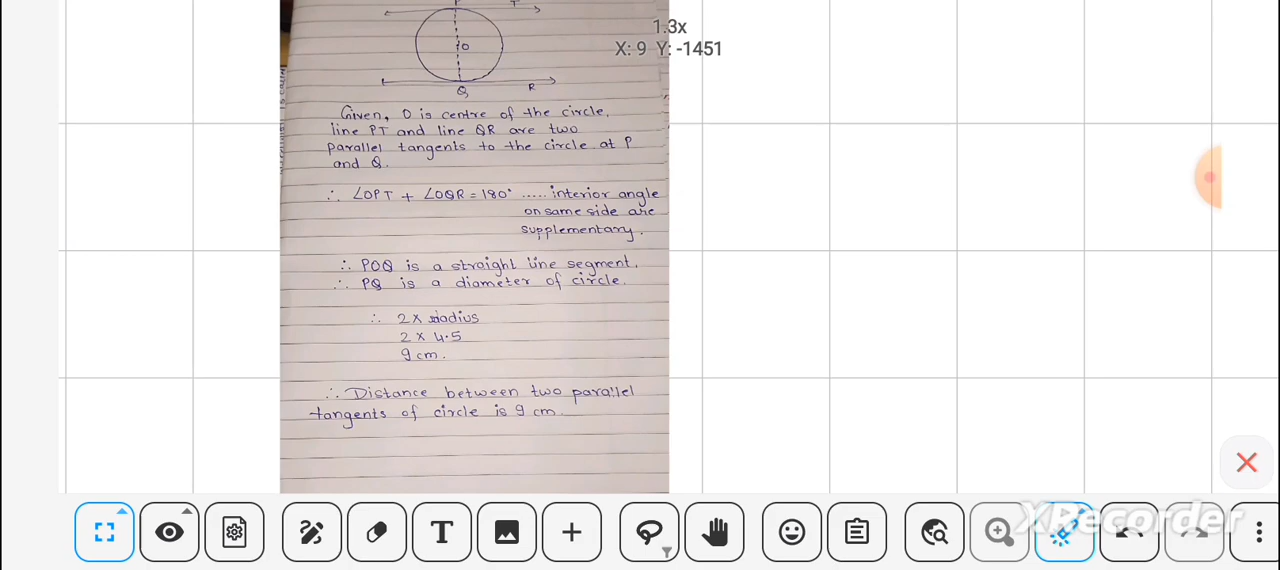 P T
1.3x
X: 9 Y: -1451
O
Q R
Given, O is centre of the circle.
line PT and line QR are two
parallel tangents to the circle at P
and Q.
∴ ∠OPT + ∠OQR = 180° ..... interior angle
on same side are
supplementary.
∴ POQ is a straight line segment.
∴ PQ is a diameter of circle.
∴ 2 × radius
2 × 4.5
9 cm.
∴ Distance between two parallel
tangents of circle is 9 cm.
XRecorder
T